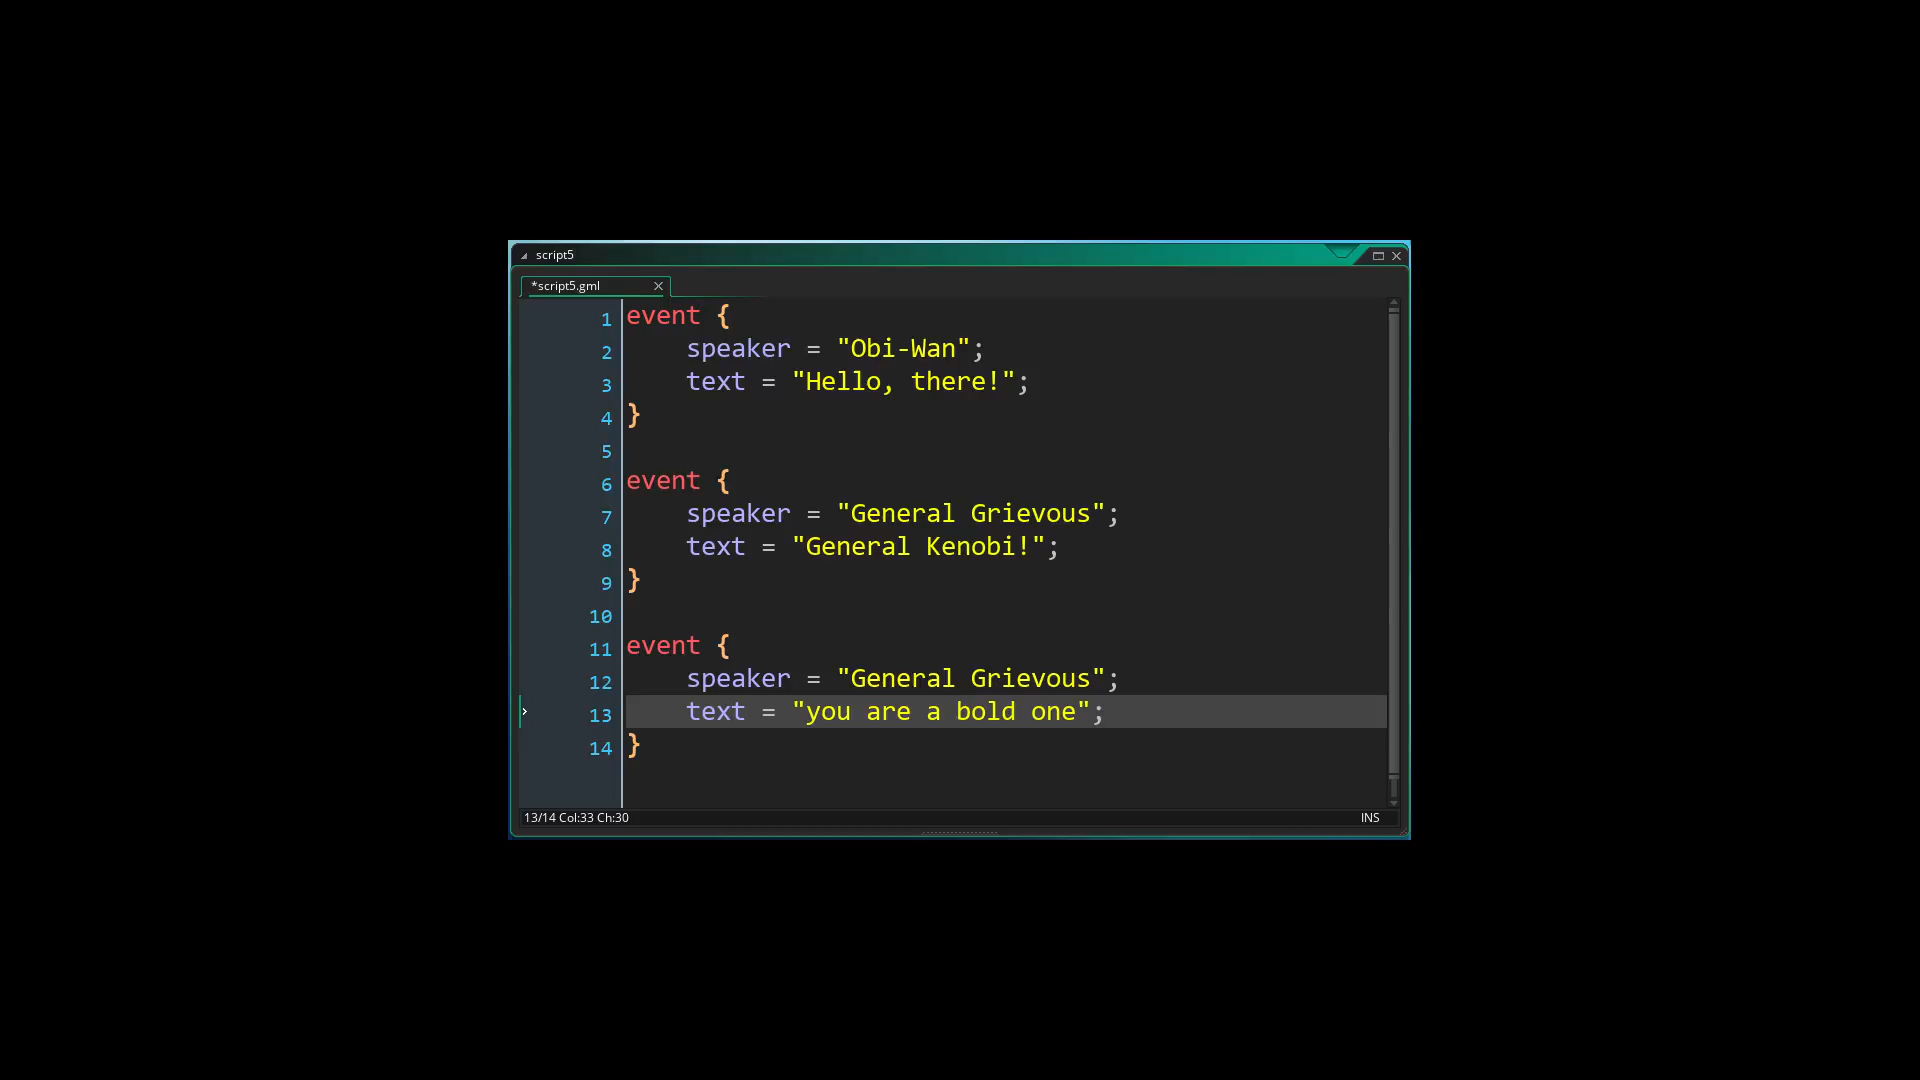 script5
*script5.gml
1 event {
2 speaker = "Obi-Wan";
3 text = "Hello, there!";
4 }
5
6 event {
7 speaker = "General Grievous";
8 text = "General Kenobi!";
9 }
10
11 event {
12 speaker = "General Grievous";
13 text = "you are a bold one";
14 }
13/14 Col:33 Ch:30 INS